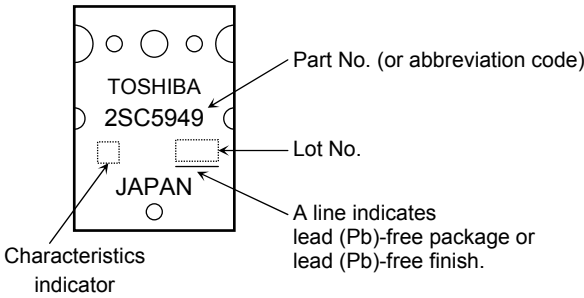 Part No. (or abbreviation code)
TOSHIBA
2SC5949
Lot No.
JAPAN
A line indicates
lead (Pb)-free package or
lead (Pb)-free finish.
Characteristics
indicator